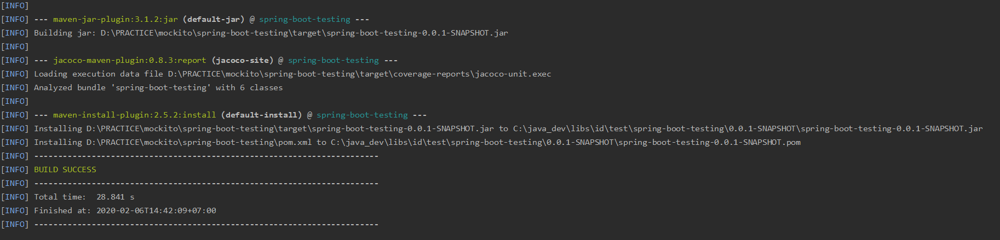 [INFO]
[INFO] --- maven-jar-plugin:3.1.2:jar (default-jar) @ spring-boot-testing ---
[INFO] Building jar: D:\PRACTICE\mockito\spring-boot-testing\target\spring-boot-testing-0.0.1-SNAPSHOT.jar
[INFO]
[INFO] --- jacoco-maven-plugin:0.8.3:report (jacoco-site) @ spring-boot-testing ---
[INFO] Loading execution data file D:\PRACTICE\mockito\spring-boot-testing\target\coverage-reports\jacoco-unit.exec
[INFO] Analyzed bundle 'spring-boot-testing' with 6 classes
[INFO]
[INFO] --- maven-install-plugin:2.5.2:install (default-install) @ spring-boot-testing ---
[INFO] Installing D:\PRACTICE\mockito\spring-boot-testing\target\spring-boot-testing-0.0.1-SNAPSHOT.jar to C:\java_dev\libs\id\test\spring-boot-testing\0.0.1-SNAPSHOT\spring-boot-testing-0.0.1-SNAPSHOT.jar
[INFO] Installing D:\PRACTICE\mockito\spring-boot-testing\pom.xml to C:\java_dev\libs\id\test\spring-boot-testing\0.0.1-SNAPSHOT\spring-boot-testing-0.0.1-SNAPSHOT.pom
[INFO] ------------------------------------------------------------------------
[INFO] BUILD SUCCESS
[INFO] ------------------------------------------------------------------------
[INFO] Total time:  28.841 s
[INFO] Finished at: 2020-02-06T14:42:09+07:00
[INFO] ------------------------------------------------------------------------